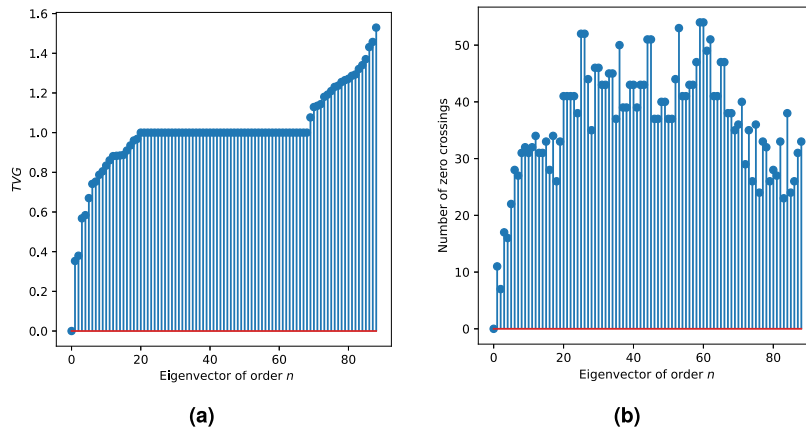 1.6
1.4
1.2
1.0
0.8
0.6
0.4
0.2
0.0
TVG
0 20 40 60 80
Eigenvector of order n
(a)
50
40
30
20
10
0
Number of zero crossings
0 20 40 60 80
Eigenvector of order n
(b)